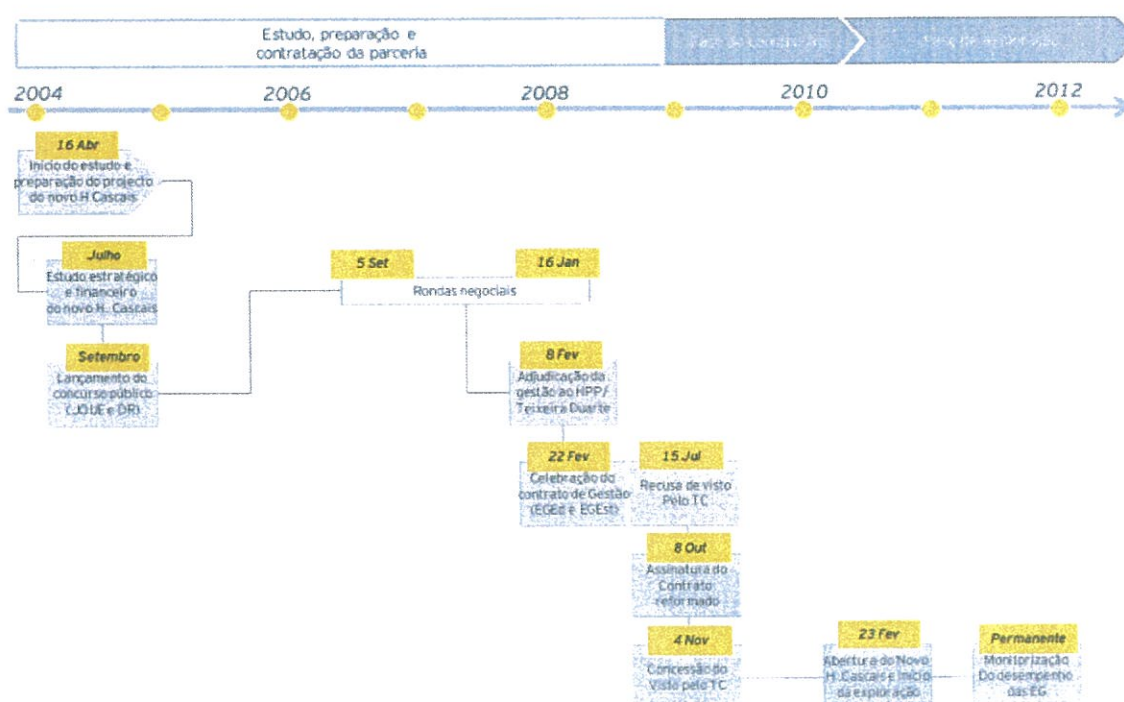 Estudo, preparação e
contratação da parceria
2004
2006
2008
2010
2012
16 Abr
Início do estudo e
preparação do projecto
do novo H Cascais
Julho
Estudo estratégico
e financeiro
do novo H. Cascais
Setembro
Lançamento do
concurso público
(JOUE e DR)
5 Set
16 Jan
Rondas negociais
8 Fev
Adjudicação da
gestão ao HPP/
Teixeira Duarte
22 Fev
Celebração do
contrato de Gestão
(EGEd e EGEst)
15 Jul
Recusa de visto
Pelo TC
8 Out
Assinatura do
Contrato
reformado
4 Nov
Concessão do
Visto pelo TC
23 Fev
Abertura do Novo
H. Cascais e início
da exploração
Permanente
Monitorização
Do desempenho
das EG